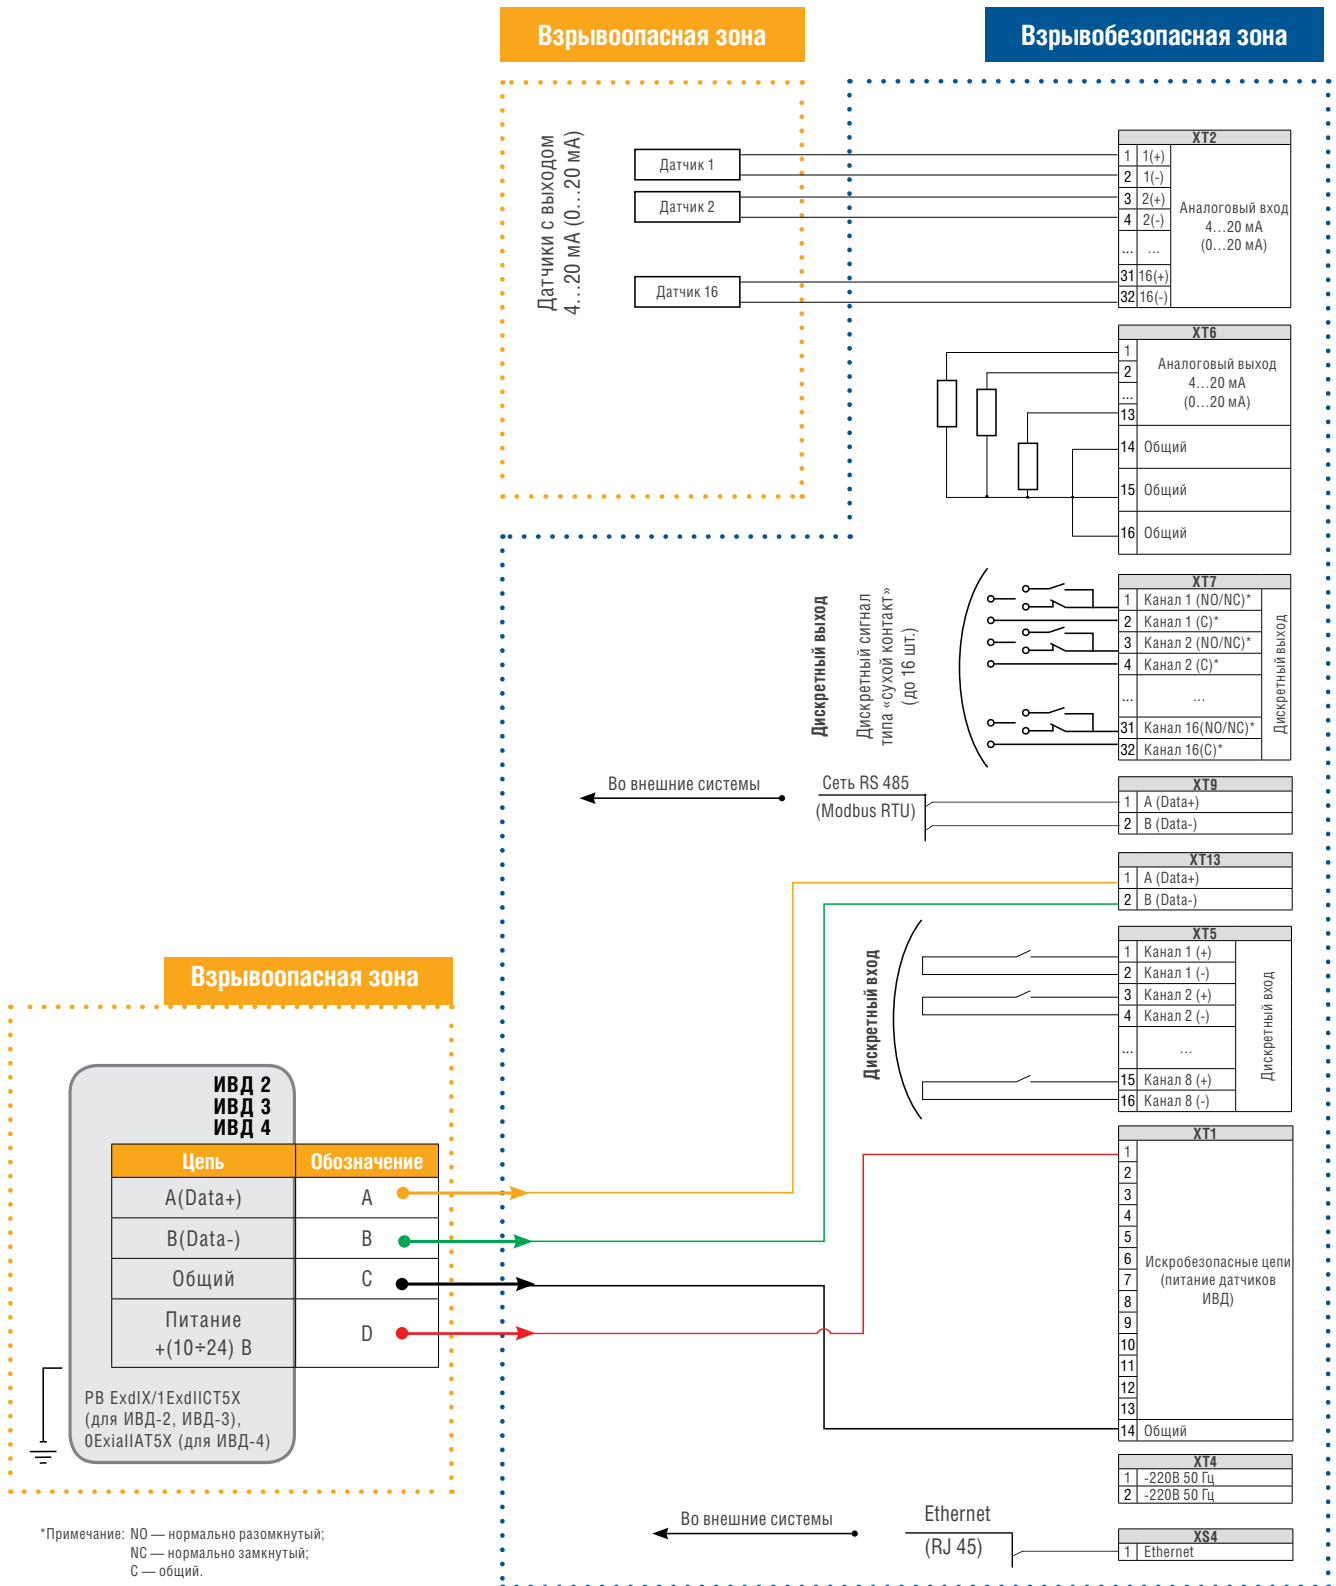 Взрывоопасная зона
Взрывобезопасная зона
Датчики с выходом
4...20 мА (0...20 мА)
Датчик 1
Датчик 2
Датчик 16
XT2
1 1(+)
2 1(-)
3 2(+)
4 2(-)
... ...
31 16(+)
32 16(-)
Аналоговый вход
4...20 мА
(0...20 мА)
XT6
1
2
...
13
Аналоговый выход
4...20 мА
(0...20 мА)
14 Общий
15 Общий
16 Общий
Дискретный выход
Дискретный сигнал
типа «сухой контакт»
(до 16 шт.)
XT7
1 Канал 1 (NO/NC)*
2 Канал 1 (C)*
3 Канал 2 (NO/NC)*
4 Канал 2 (C)*
... ...
31 Канал 16(NO/NC)*
32 Канал 16(C)*
Дискретный выход
Во внешние системы
Сеть RS 485
(Modbus RTU)
XT9
1 A (Data+)
2 B (Data-)
XT13
1 A (Data+)
2 B (Data-)
Дискретный вход
XT5
1 Канал 1 (+)
2 Канал 1 (-)
3 Канал 2 (+)
4 Канал 2 (-)
... ...
15 Канал 8 (+)
16 Канал 8 (-)
Дискретный вход
Взрывоопасная зона
ИВД 2
ИВД 3
ИВД 4
Цепь Обозначение
A(Data+) A
B(Data-) B
Общий C
Питание
+(10÷24) В D
РВ ExdIX/1ExdIICT5X
(для ИВД-2, ИВД-3),
0ExiaIIAT5X (для ИВД-4)
XT1
1
2
3
4
5
6
7
8
9
10
11
12
13
Искробезопасные цепи
(питание датчиков
ИВД)
14 Общий
XT4
1 -220В 50 Гц
2 -220В 50 Гц
Во внешние системы
Ethernet
(RJ 45)
XS4
1 Ethernet
*Примечание: NO — нормально разомкнутый;
NC — нормально замкнутый;
C — общий.